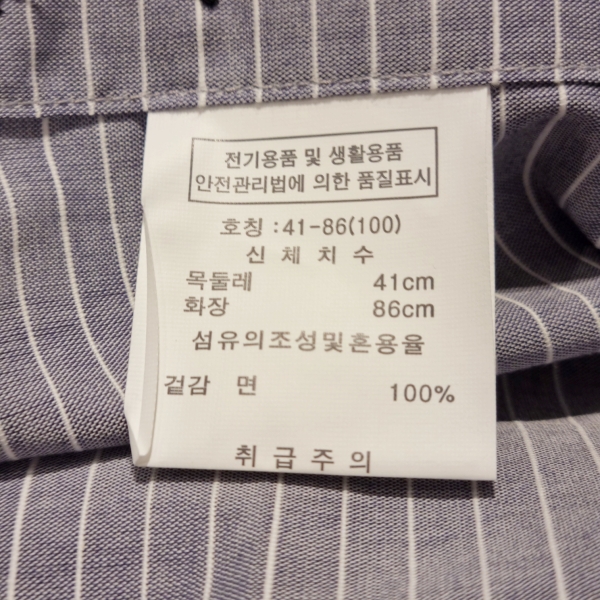 전기용품 및 생활용품
안전관리법에 의한 품질표시
호칭 :41-86(100)
신 체 치 수
목둘레 41cm
화장 86cm
섬유의조성및혼용율
겉감 면 100%
취 급 주 의